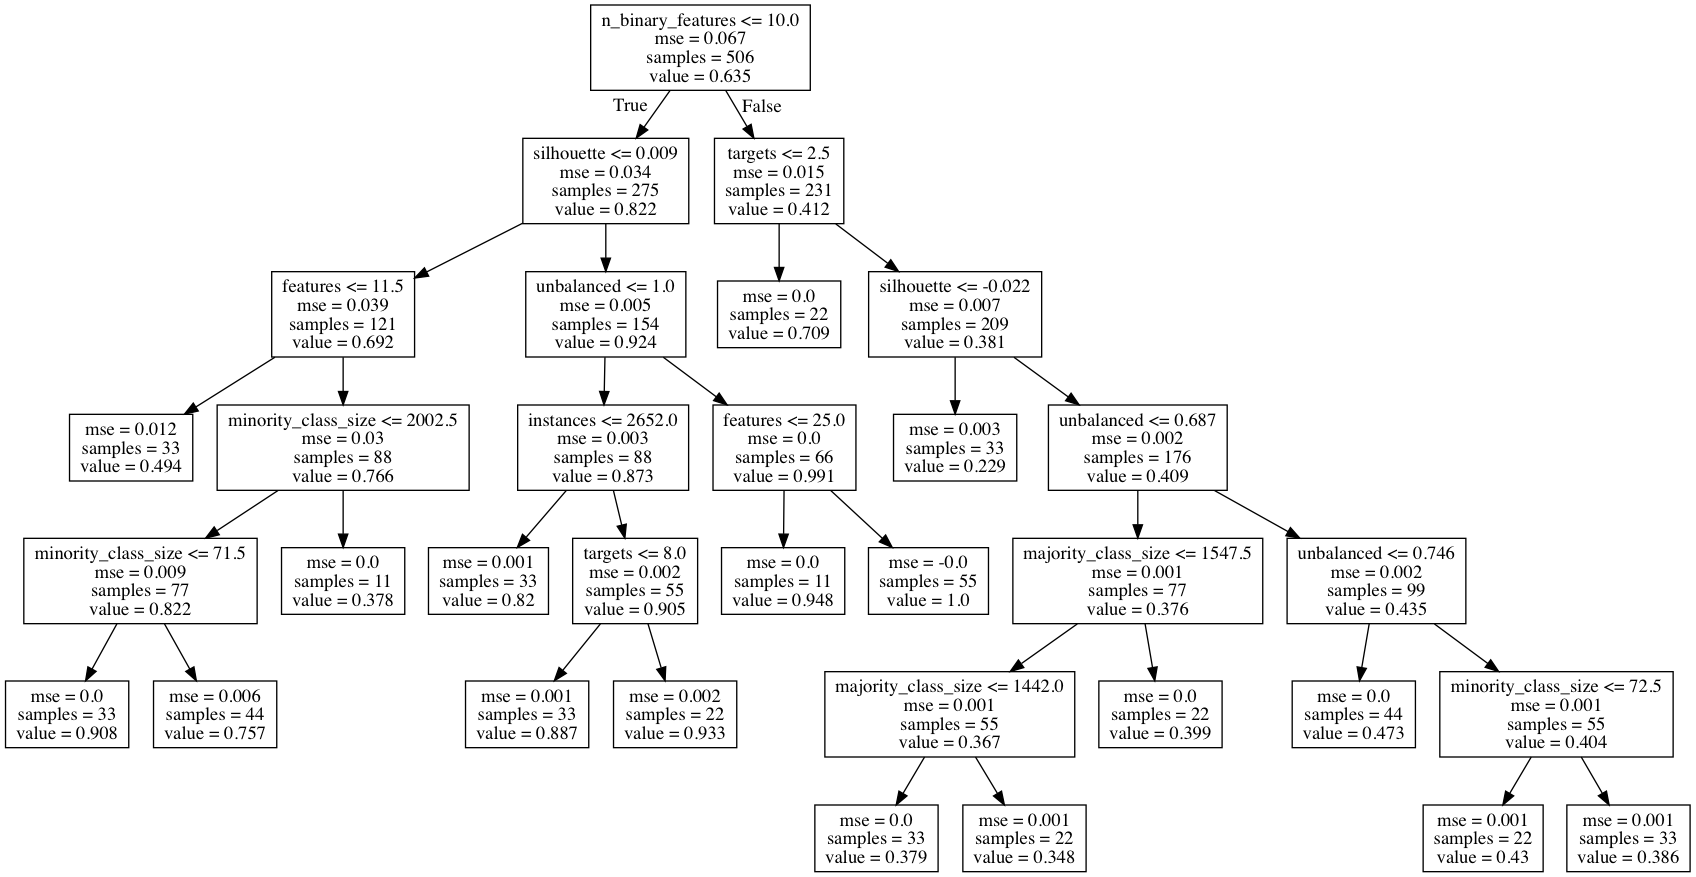 n_binary_features <= 10.0
mse = 0.067
samples = 506
value = 0.635
True
False
silhouette <= 0.009
mse = 0.034
samples = 275
value = 0.822
targets <= 2.5
mse = 0.015
samples = 231
value = 0.412
features <= 11.5
mse = 0.039
samples = 121
value = 0.692
unbalanced <= 1.0
mse = 0.005
samples = 154
value = 0.924
mse = 0.0
samples = 22
value = 0.709
silhouette <= -0.022
mse = 0.007
samples = 209
value = 0.381
mse = 0.012
samples = 33
value = 0.494
minority_class_size <= 2002.5
mse = 0.03
samples = 88
value = 0.766
instances <= 2652.0
mse = 0.003
samples = 88
value = 0.873
features <= 25.0
mse = 0.0
samples = 66
value = 0.991
mse = 0.003
samples = 33
value = 0.229
unbalanced <= 0.687
mse = 0.002
samples = 176
value = 0.409
minority_class_size <= 71.5
mse = 0.009
samples = 77
value = 0.822
mse = 0.0
samples = 11
value = 0.378
mse = 0.001
samples = 33
value = 0.82
targets <= 8.0
mse = 0.002
samples = 55
value = 0.905
mse = 0.0
samples = 11
value = 0.948
mse = -0.0
samples = 55
value = 1.0
majority_class_size <= 1547.5
mse = 0.001
samples = 77
value = 0.376
unbalanced <= 0.746
mse = 0.002
samples = 99
value = 0.435
mse = 0.0
samples = 33
value = 0.908
mse = 0.006
samples = 44
value = 0.757
mse = 0.001
samples = 33
value = 0.887
mse = 0.002
samples = 22
value = 0.933
majority_class_size <= 1442.0
mse = 0.001
samples = 55
value = 0.367
mse = 0.0
samples = 22
value = 0.399
mse = 0.0
samples = 44
value = 0.473
minority_class_size <= 72.5
mse = 0.001
samples = 55
value = 0.404
mse = 0.0
samples = 33
value = 0.379
mse = 0.001
samples = 22
value = 0.348
mse = 0.001
samples = 22
value = 0.43
mse = 0.001
samples = 33
value = 0.386